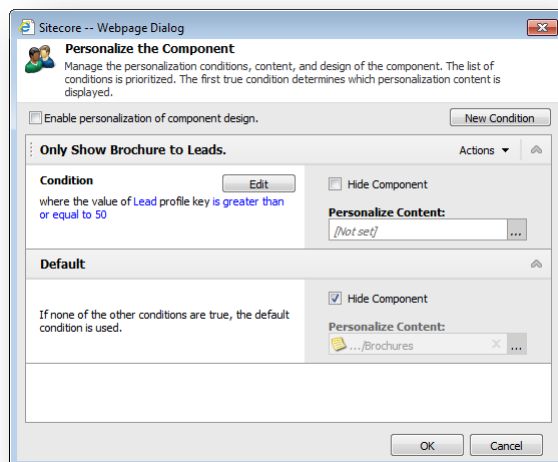 Sitecore -- Webpage Dialog
Personalize the Component
Manage the personalization conditions, content, and design of the component. The list of
conditions is prioritized. The first true condition determines which personalization content is
displayed.
Enable personalization of component design.
New Condition
Only Show Brochure to Leads.
Actions
Condition
Edit
Hide Component
where the value of Lead profile key is greater than
or equal to 50
Personalize Content:
[Not set]
...
Default
Hide Component
If none of the other conditions are true, the default
condition is used.
Personalize Content:
.../Brochures
...
OK
Cancel